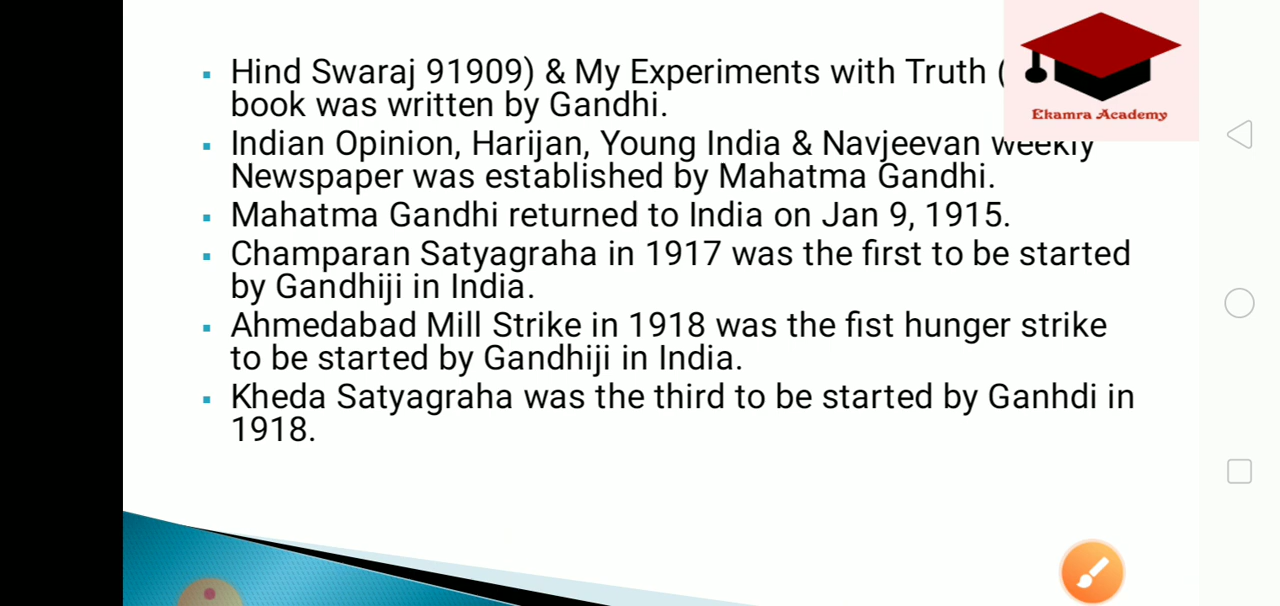 Hind Swaraj 91909) & My Experiments with Truth (
book was written by Gandhi.
Indian Opinion, Harijan, Young India & Navjeevan weekly
Newspaper was established by Mahatma Gandhi.
Mahatma Gandhi returned to India on Jan 9, 1915.
Champaran Satyagraha in 1917 was the first to be started
by Gandhiji in India.
Ahmedabad Mill Strike in 1918 was the fist hunger strike
to be started by Gandhiji in India.
Kheda Satyagraha was the third to be started by Ganhdi in
1918.
Ekamra Academy